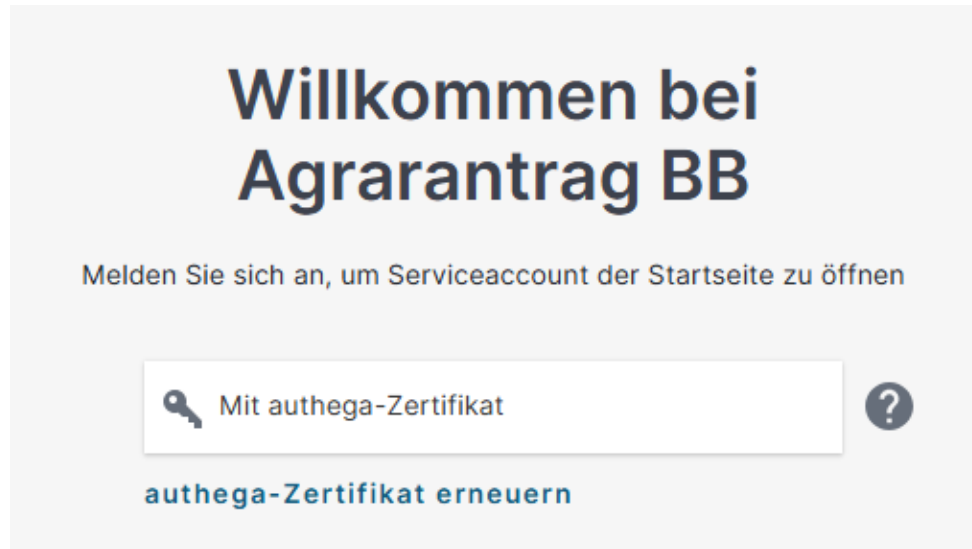 Willkommen bei
Agrarantrag BB
Melden Sie sich an, um Serviceaccount der Startseite zu öffnen
Mit authega-Zertifikat
?
authega-Zertifikat erneuern